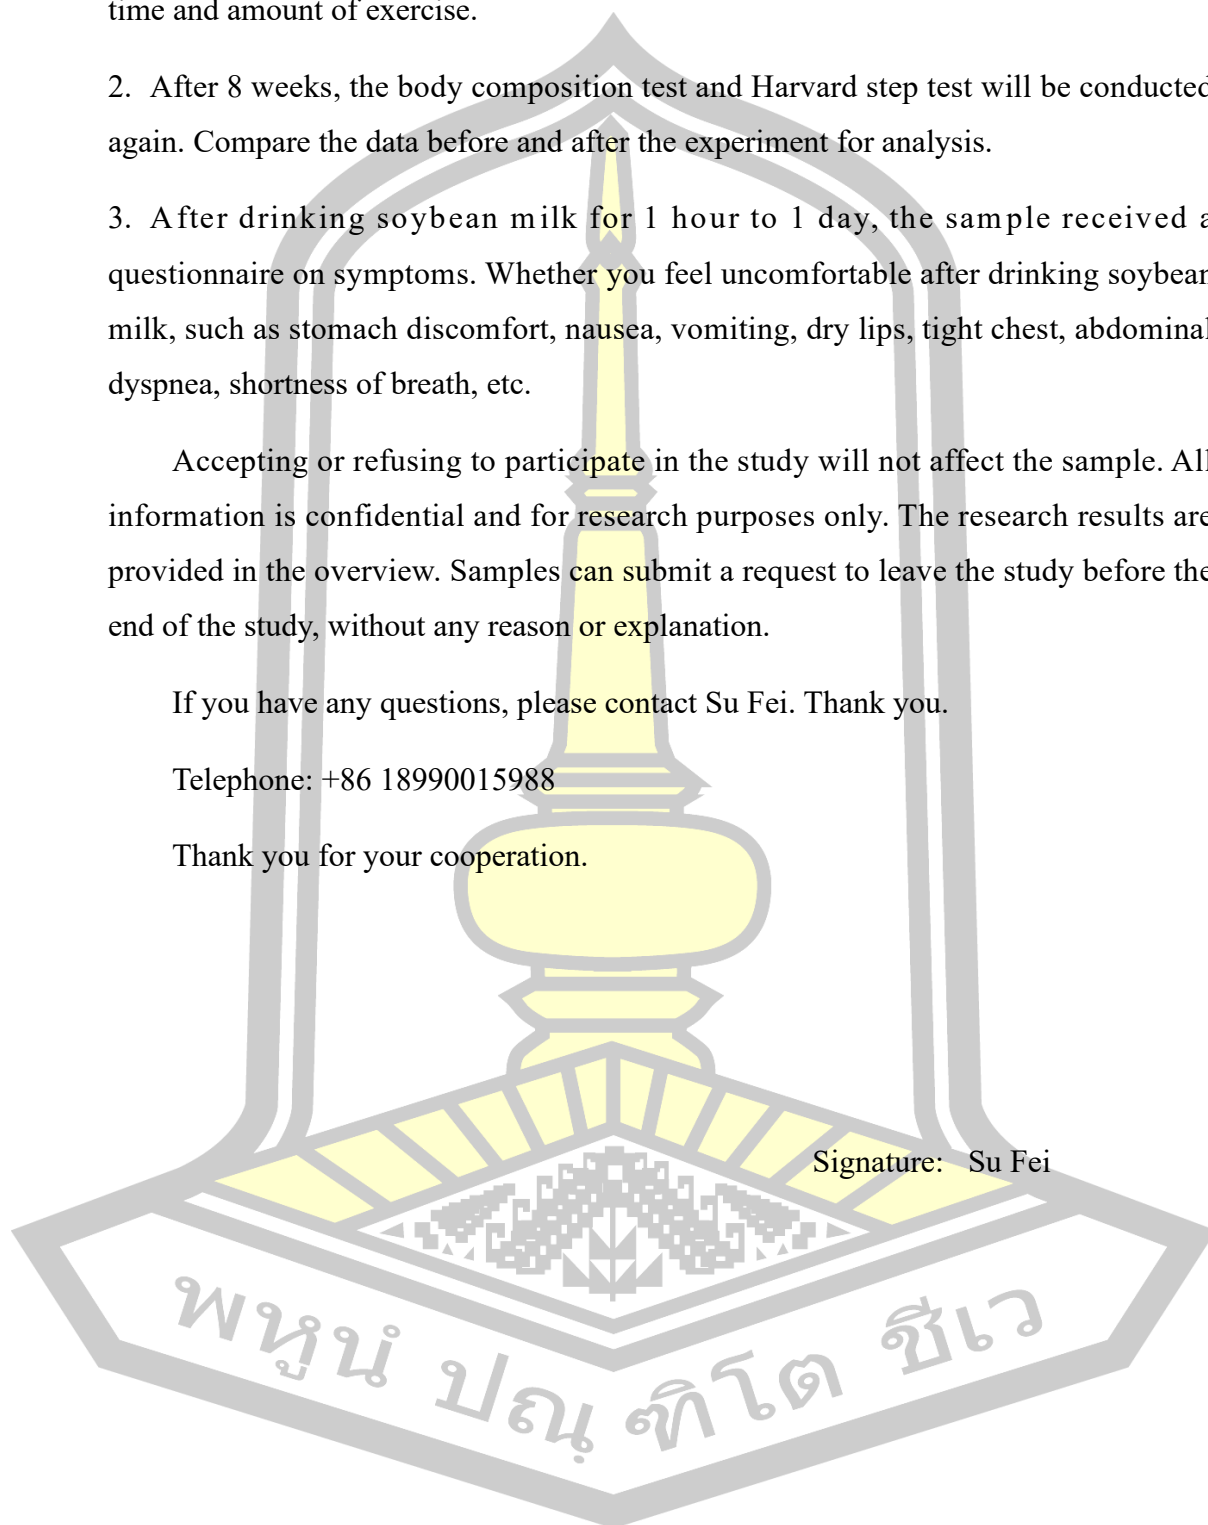 time and amount of exercise.
2. After 8 weeks, the body composition test and Harvard step test will be conducted
again. Compare the data before and after the experiment for analysis.
3. After drinking soybean milk for 1 hour to 1 day, the sample received a
questionnaire on symptoms. Whether you feel uncomfortable after drinking soybean
milk, such as stomach discomfort, nausea, vomiting, dry lips, tight chest, abdominal
dyspnea, shortness of breath, etc.
Accepting or refusing to participate in the study will not affect the sample. All
information is confidential and for research purposes only. The research results are
provided in the overview. Samples can submit a request to leave the study before the
end of the study, without any reason or explanation.
If you have any questions, please contact Su Fei. Thank you.
Telephone: +86 18990015988
Thank you for your cooperation.
Signature: Su Fei
พหูนํ ปณฺฑิโต ชีเว